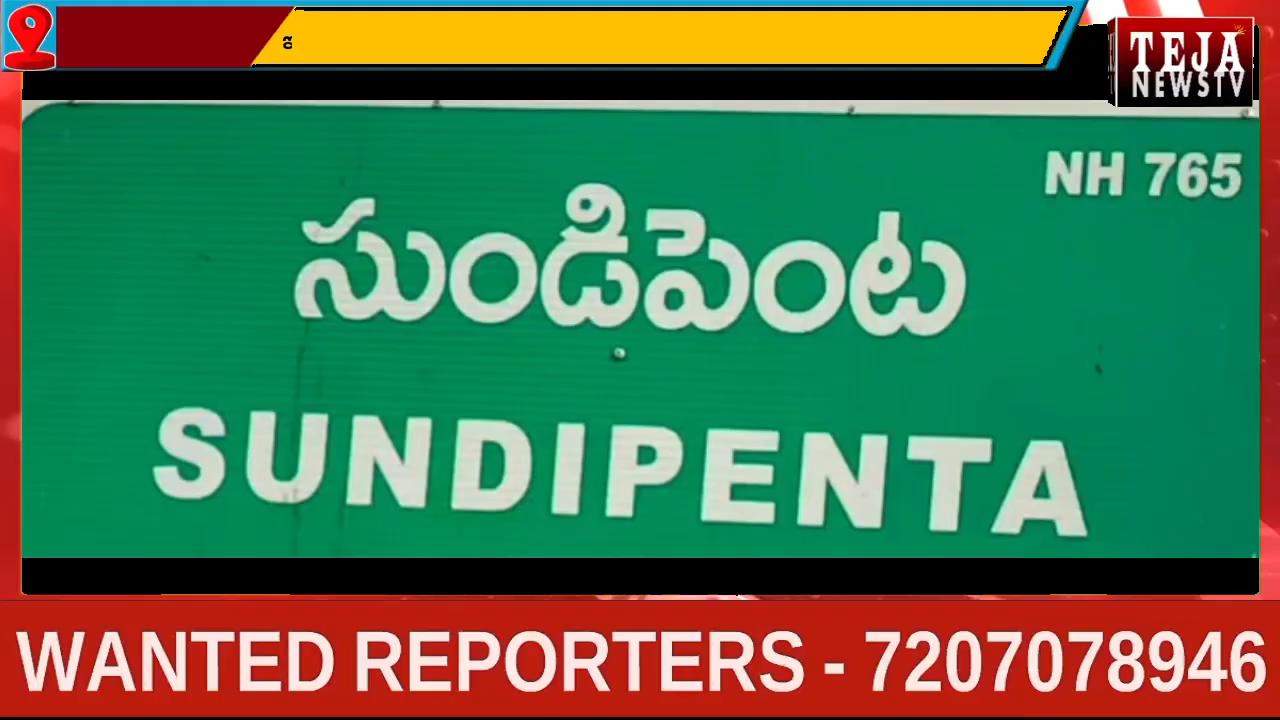 TEJA
NEWSTV
NH 765
సుండిపెంట
SUNDIPENTA
WANTED REPORTERS - 7207078946